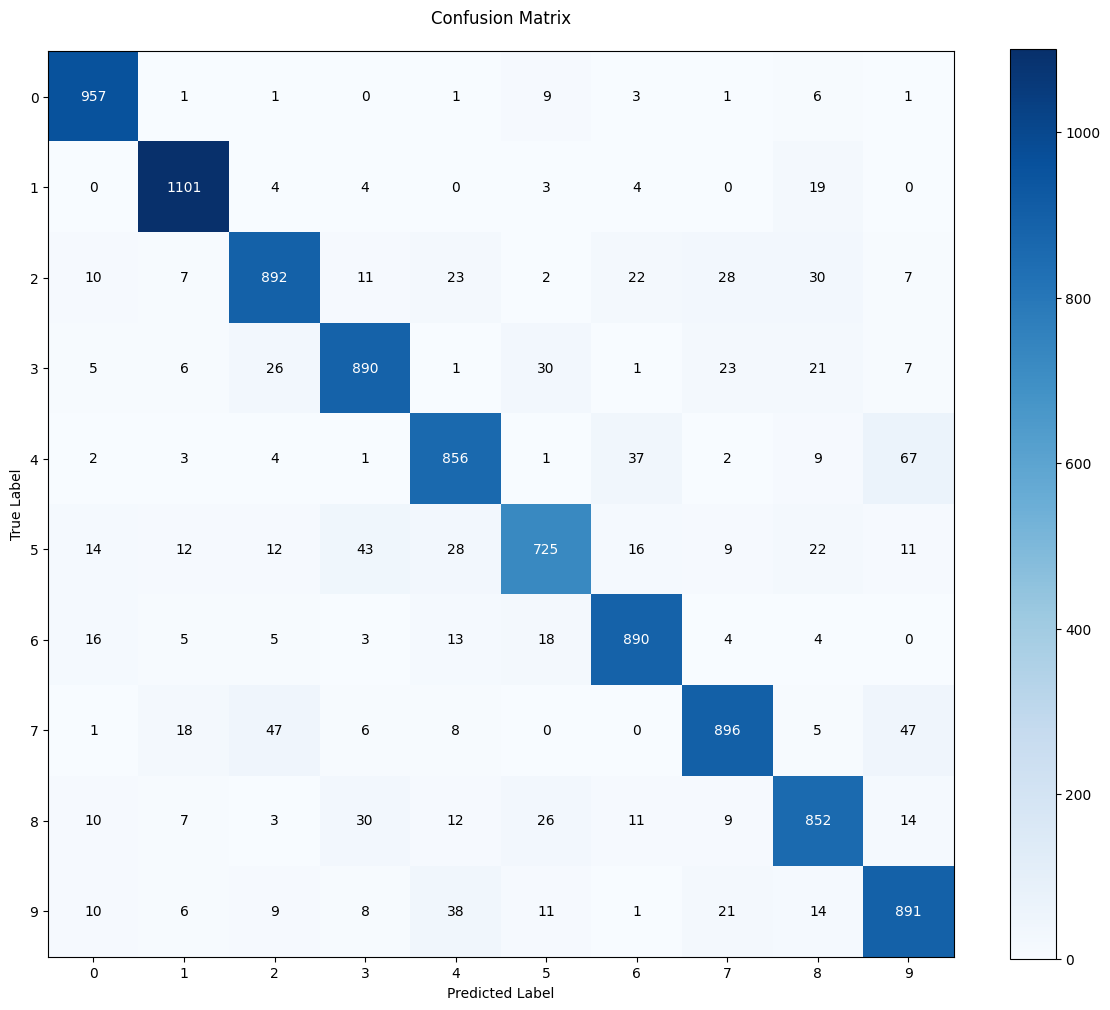 Confusion Matrix
0 957 1 1 0 1 9 3 1 6 1
1 0 1101 4 4 0 3 4 0 19 0
2 10 7 892 11 23 2 22 28 30 7
3 5 6 26 890 1 30 1 23 21 7
4 2 3 4 1 856 1 37 2 9 67
5 14 12 12 43 28 725 16 9 22 11
6 16 5 5 3 13 18 890 4 4 0
7 1 18 47 6 8 0 0 896 5 47
8 10 7 3 30 12 26 11 9 852 14
9 10 6 9 8 38 11 1 21 14 891
0 1 2 3 4 5 6 7 8 9
Predicted Label
True Label
1000
800
600
400
200
0